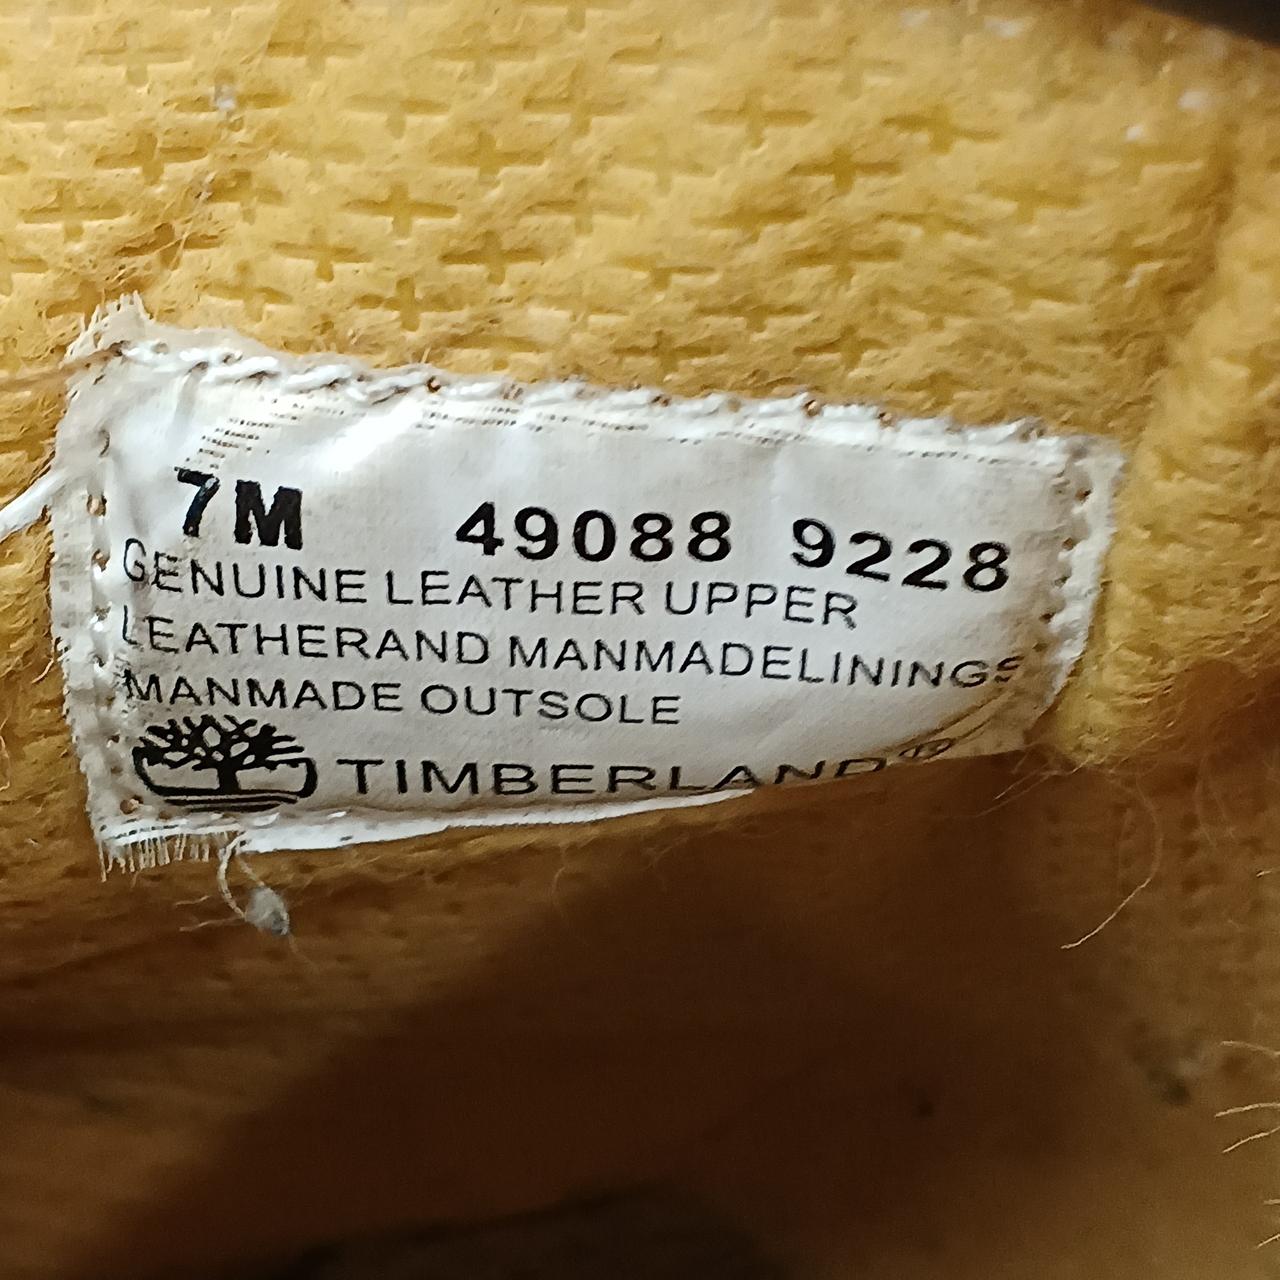 7M 49088 9228
GENUINE LEATHER UPPER
LEATHERAND MANMADELININGS
MANMADE OUTSOLE
TIMBERLAND®